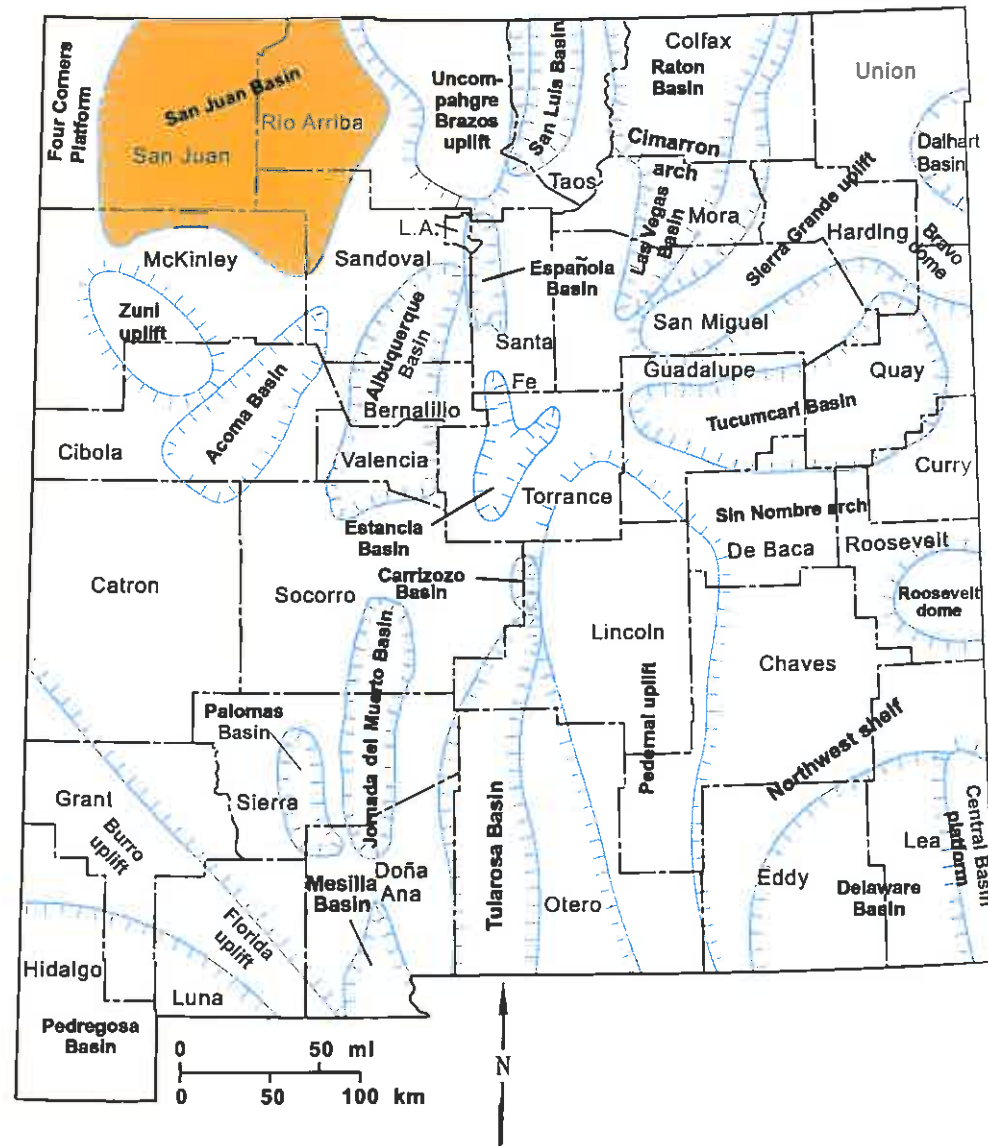 Four Corners
Platform
San Juan Basin
San Juan
Rio Arriba
Uncom-
pahgre
Brazos
uplift
San Luis Basin
Colfax
Raton
Basin
Union
Dalhart
Basin
Cimarron
arch
Taos
Las Vegas
Basin
Mora
Sierra Grande uplift
Harding
Bravo
dome
McKinley
L.A.
Sandoval
Española
Basin
Zuni
uplift
Albuquerque
Basin
Santa
Fe
San Miguel
Guadalupe
Quay
Acoma Basin
Bernalillo
Tucumcari Basin
Cibola
Valencia
Curry
Torrance
Estancia
Basin
Sin Nombre arch
De Baca
Roosevelt
Catron
Socorro
Carrizozo
Basin
Roosevelt
dome
Lincoln
Chaves
Jornada del Muerto Basin
Palomas
Basin
Pedernal uplift
Northwest shelf
Grant
Sierra
Burro
uplift
Tularosa Basin
Central Basin
platform
Lea
Doña
Ana
Mesilla
Basin
Eddy
Delaware
Basin
Otero
Florida
uplift
Hidalgo
Luna
Pedregosa
Basin
0 50 mi
0 50 100 km
N